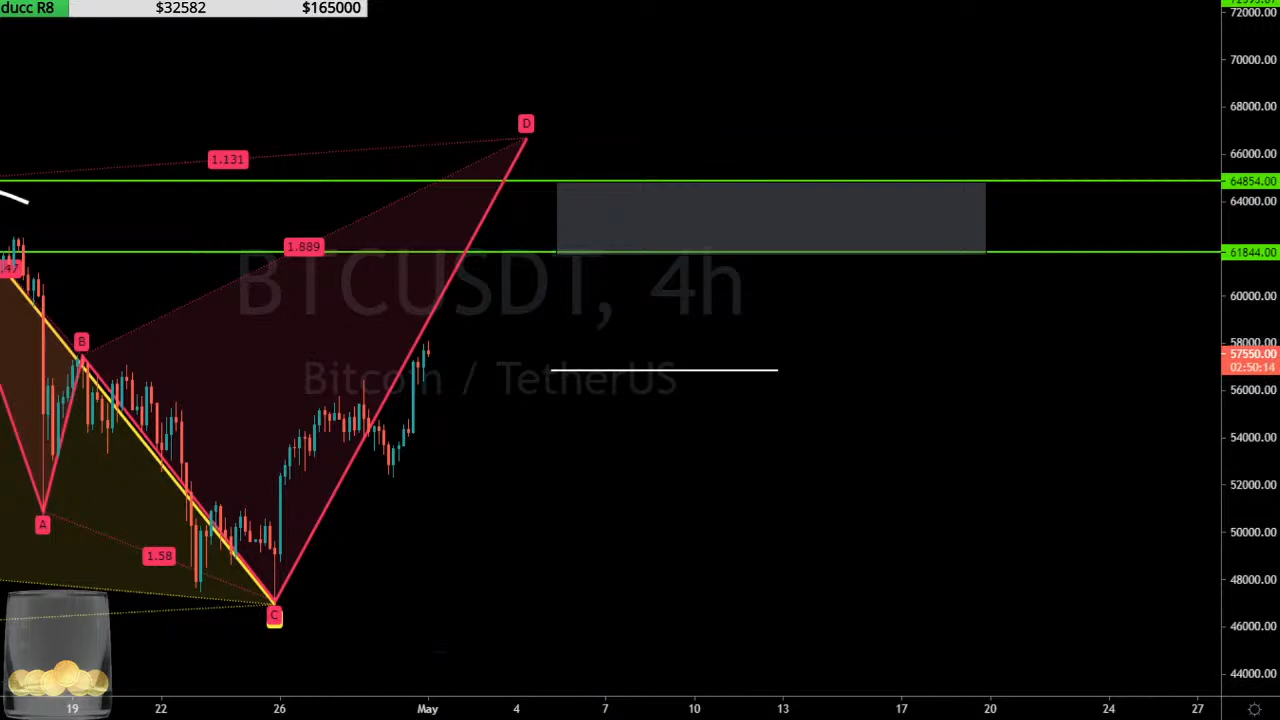 ducc R8 $32582 $165000
72000.00
70000.00
D
68000.00
1.131
66000.00
64854.00
64000.00
1.889
61844.00
.47
BTCUSDT, 4h
60000.00
B
58000.00
57550.00
02:50:14
Bitcoin / TetherUS
56000.00
54000.00
52000.00
A
50000.00
1.58
48000.00
C
46000.00
44000.00
19 22 26 May 4 7 10 13 17 20 24 27